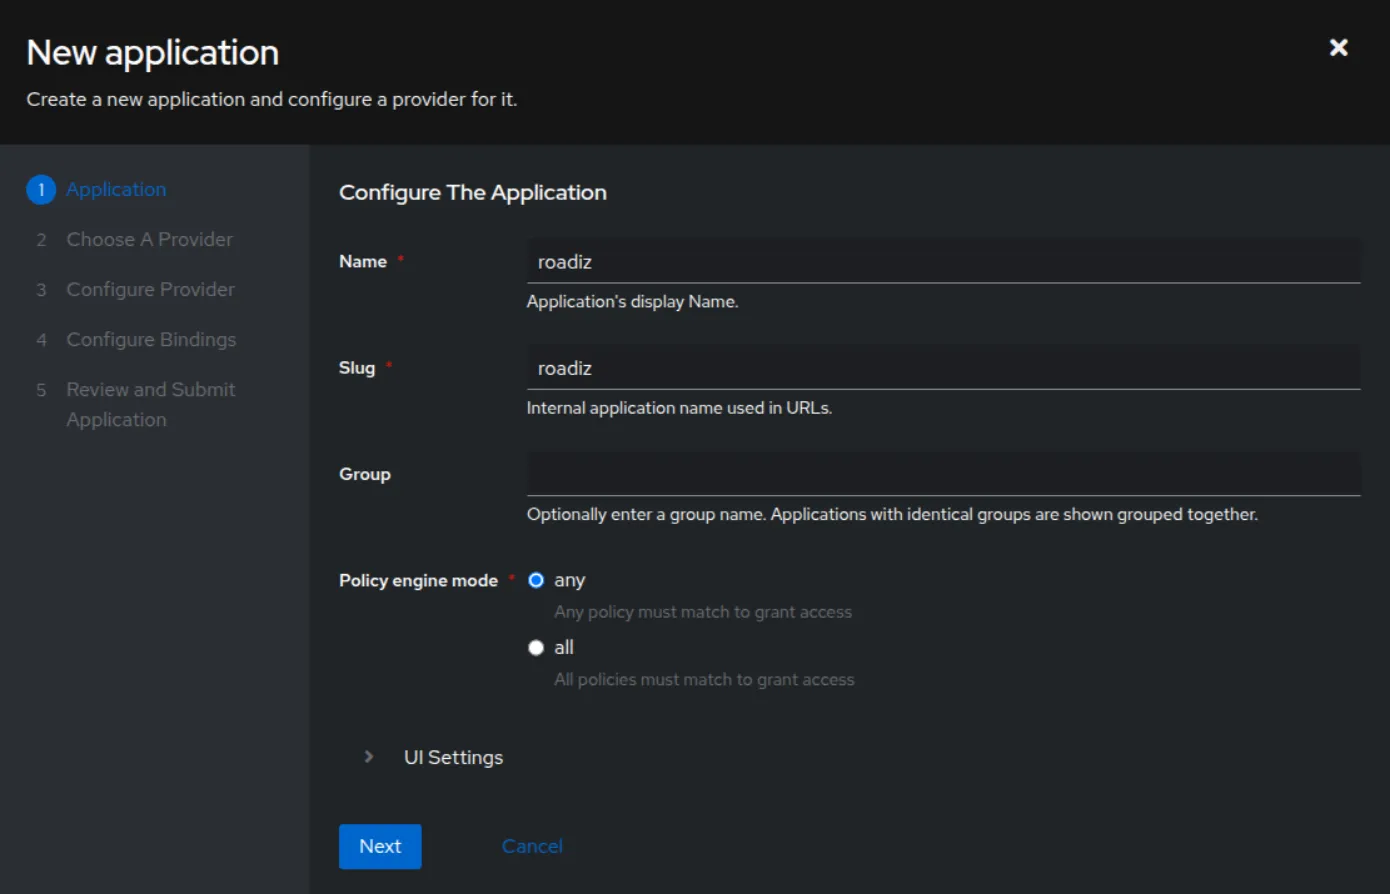 New application
Create a new application and configure a provider for it.
1 Application
2 Choose A Provider
3 Configure Provider
4 Configure Bindings
5 Review and Submit
Application
Configure The Application
Name * roadiz
Application's display Name.
Slug * roadiz
Internal application name used in URLs.
Group
Optionally enter a group name. Applications with identical groups are shown grouped together.
Policy engine mode * any
Any policy must match to grant access
all
All policies must match to grant access
UI Settings
Next Cancel